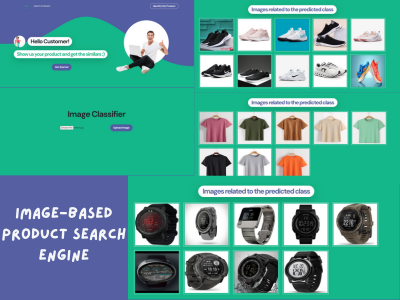 Hello Customer!
Show us your product and get the similars :)
Get Started
Images related to the predicted class
Image Classifier
Upload Image
Images related to the predicted class
Images related to the predicted class
IMAGE-BASED
PRODUCT SEARCH
ENGINE